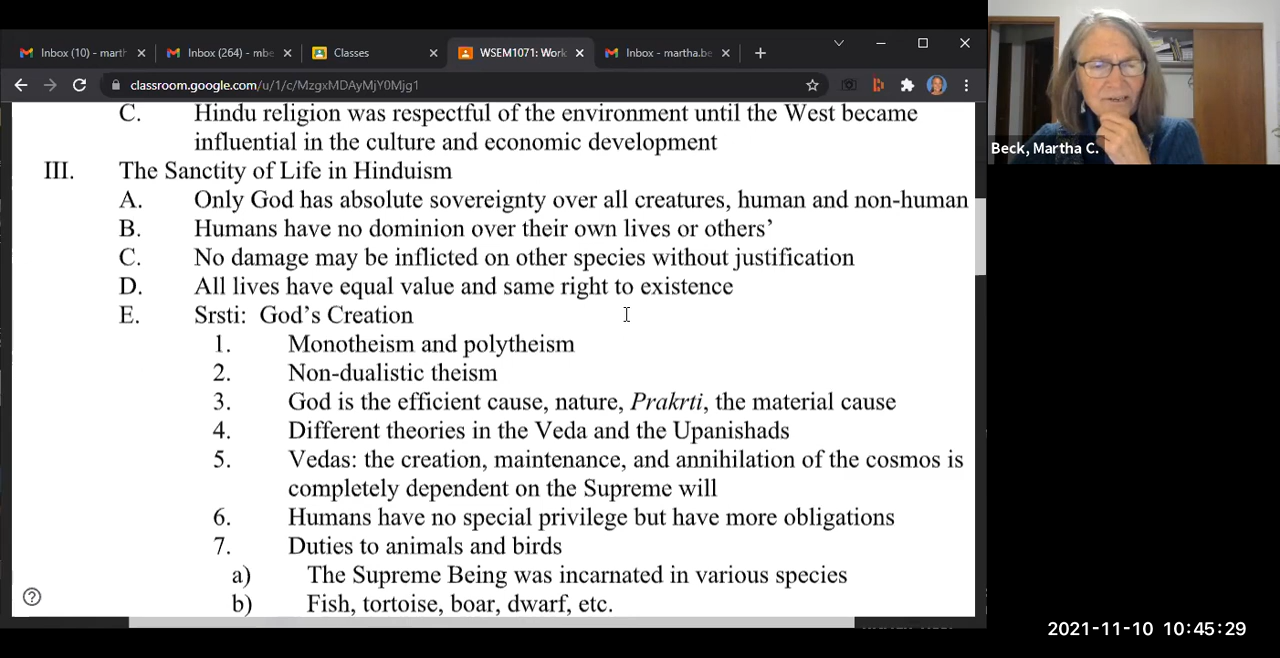 Inbox (10) - mart
Inbox (264) - mbe
Classes
WSEM1071: Work
Inbox - martha.be
classroom.google.com/u/1/c/MzgxMDAyMjY0Mjg1
C. Hindu religion was respectful of the environment until the West became
influential in the culture and economic development
III. The Sanctity of Life in Hinduism
A. Only God has absolute sovereignty over all creatures, human and non-human
B. Humans have no dominion over their own lives or others’
C. No damage may be inflicted on other species without justification
D. All lives have equal value and same right to existence
E. Srsti: God’s Creation
1. Monotheism and polytheism
2. Non-dualistic theism
3. God is the efficient cause, nature, Prakrti, the material cause
4. Different theories in the Veda and the Upanishads
5. Vedas: the creation, maintenance, and annihilation of the cosmos is
completely dependent on the Supreme will
6. Humans have no special privilege but have more obligations
7. Duties to animals and birds
a) The Supreme Being was incarnated in various species
b) Fish, tortoise, boar, dwarf, etc.
Beck, Martha C.
2021-11-10 10:45:29